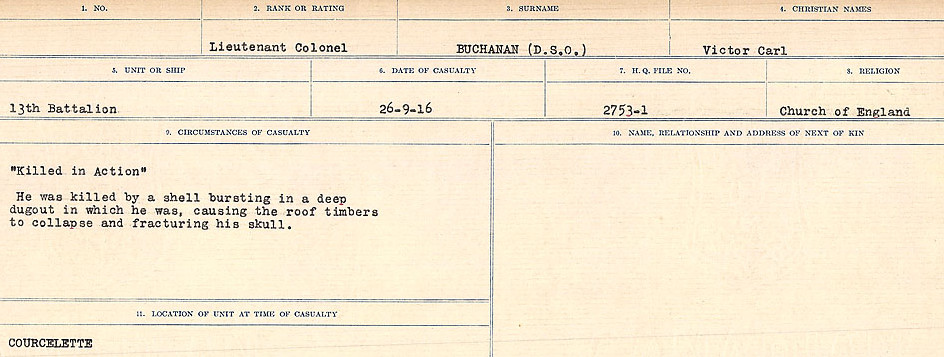 1. NO.
2. RANK OR RATING
3. SURNAME
4. CHRISTIAN NAMES
Lieutenant Colonel
BUCHANAN (D.S.O.)
Victor Carl
5. UNIT OR SHIP
6. DATE OF CASUALTY
7. H.Q. FILE NO.
8. RELIGION
13th Battalion
26-9-16
2753-1
Church of England
9. CIRCUMSTANCES OF CASUALTY
10. NAME, RELATIONSHIP AND ADDRESS OF NEXT OF KIN
"Killed in Action"
He was killed by a shell bursting in a deep
dugout in which he was, causing the roof timbers
to collapse and fracturing his skull.
11. LOCATION OF UNIT AT TIME OF CASUALTY
COURCELETTE